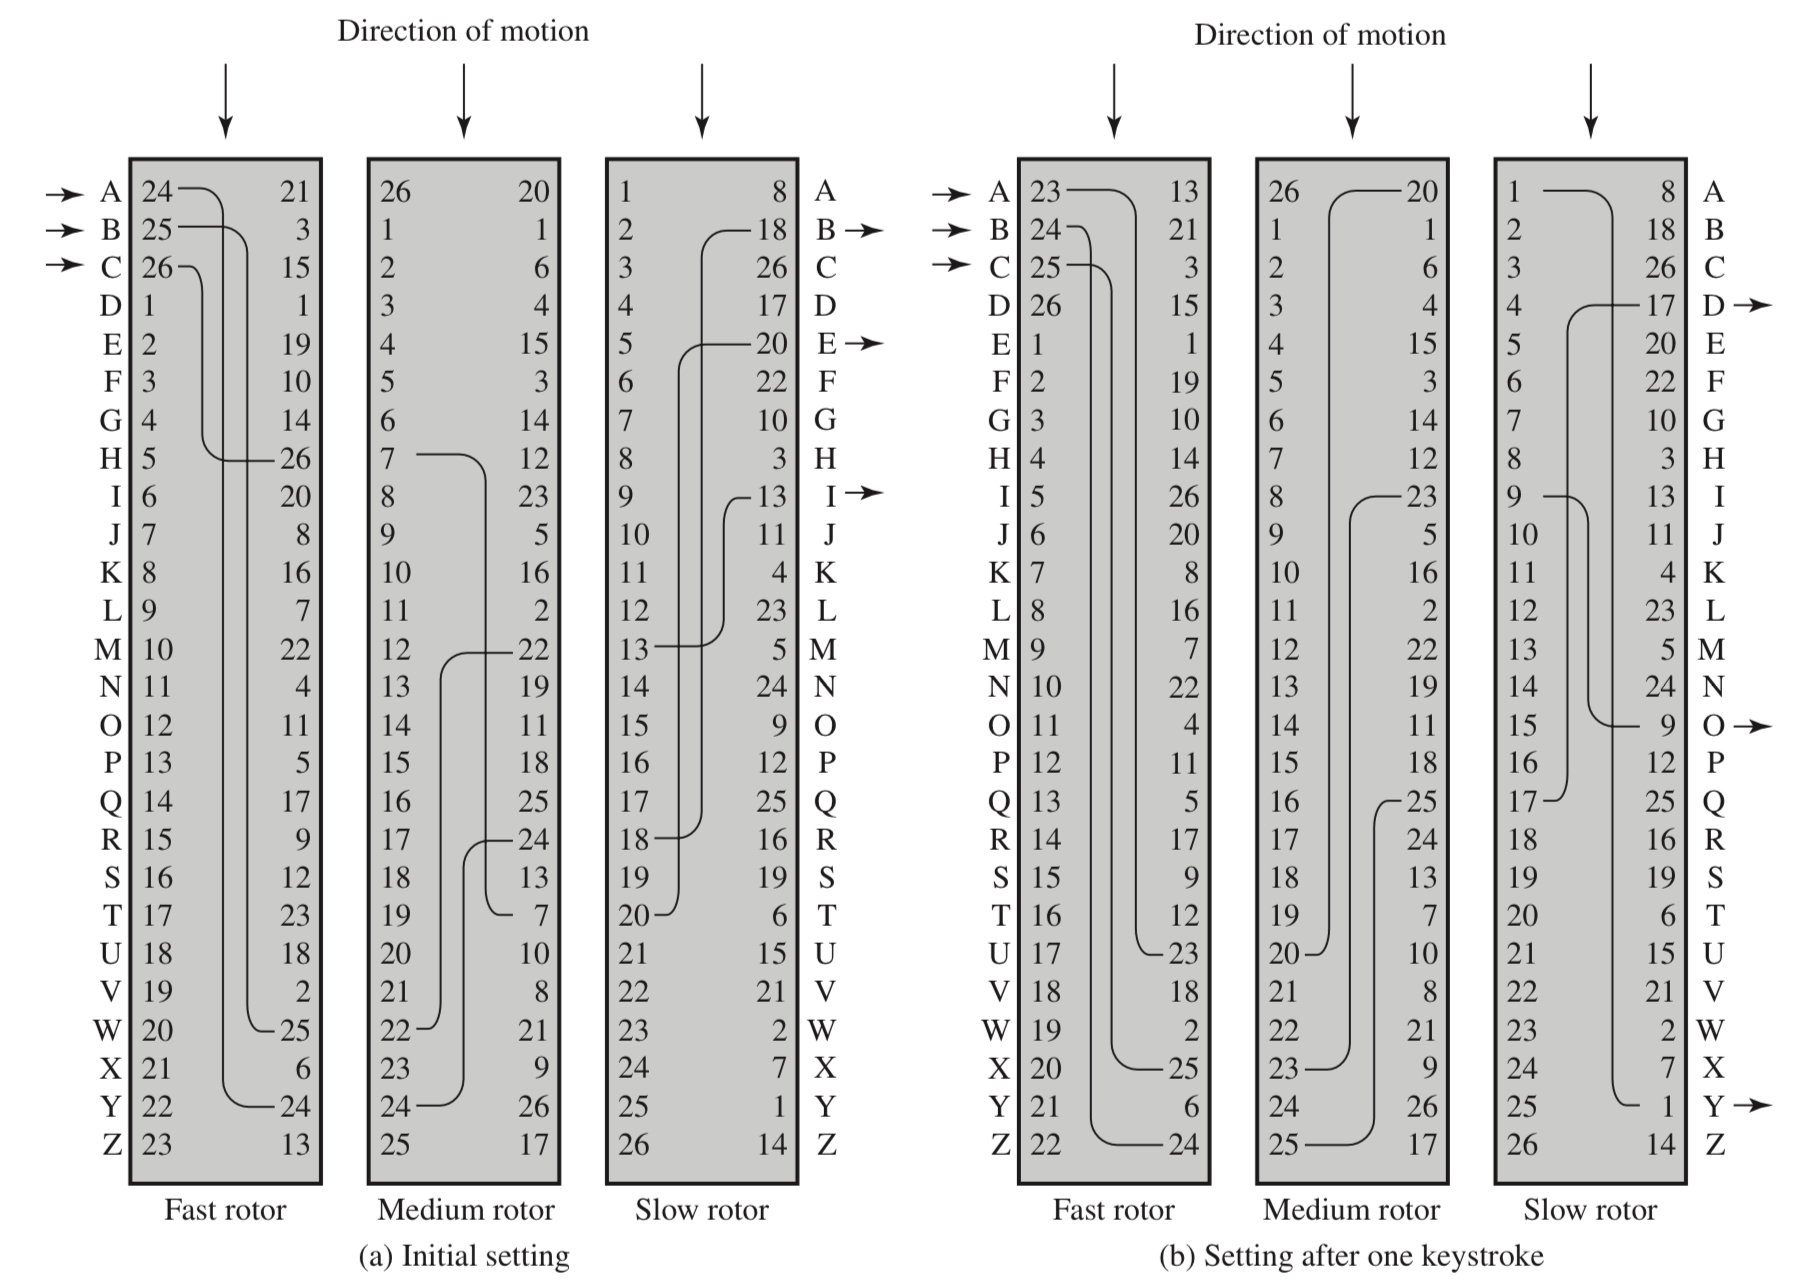 Direction of motion Direction of motion
A 24 21 26 20 1 8 A A 23 13 26 20 1 8 A
B 25 3 1 1 2 18 B B 24 21 1 1 2 18 B
C 26 15 2 6 3 26 C C 25 3 2 6 3 26 C
D 1 1 3 4 4 17 D D 26 15 3 4 4 17 D
E 2 19 4 15 5 20 E E 1 1 4 15 5 20 E
F 3 10 5 3 6 22 F F 2 19 5 3 6 22 F
G 4 14 6 14 7 10 G G 3 10 6 14 7 10 G
H 5 26 7 12 8 3 H H 4 14 7 12 8 3 H
I 6 20 8 23 9 13 I I 5 26 8 23 9 13 I
J 7 8 9 5 10 11 J J 6 20 9 5 10 11 J
K 8 16 10 16 11 4 K K 7 8 10 16 11 4 K
L 9 7 11 2 12 23 L L 8 16 11 2 12 23 L
M 10 22 12 22 13 5 M M 9 7 12 22 13 5 M
N 11 4 13 19 14 24 N N 10 22 13 19 14 24 N
O 12 11 14 11 15 9 O O 11 4 14 11 15 9 O
P 13 5 15 18 16 12 P P 12 11 15 18 16 12 P
Q 14 17 16 25 17 25 Q Q 13 5 16 25 17 25 Q
R 15 9 17 24 18 16 R R 14 17 17 24 18 16 R
S 16 12 18 13 19 19 S S 15 9 18 13 19 19 S
T 17 23 19 7 20 6 T T 16 12 19 7 20 6 T
U 18 18 20 10 21 15 U U 17 23 20 10 21 15 U
V 19 2 21 8 22 21 V V 18 18 21 8 22 21 V
W 20 25 22 21 23 2 W W 19 2 22 21 23 2 W
X 21 6 23 9 24 7 X X 20 25 23 9 24 7 X
Y 22 24 24 26 25 1 Y Y 21 6 24 26 25 1 Y
Z 23 13 25 17 26 14 Z Z 22 24 25 17 26 14 Z
Fast rotor Medium rotor Slow rotor Fast rotor Medium rotor Slow rotor
(a) Initial setting (b) Setting after one keystroke